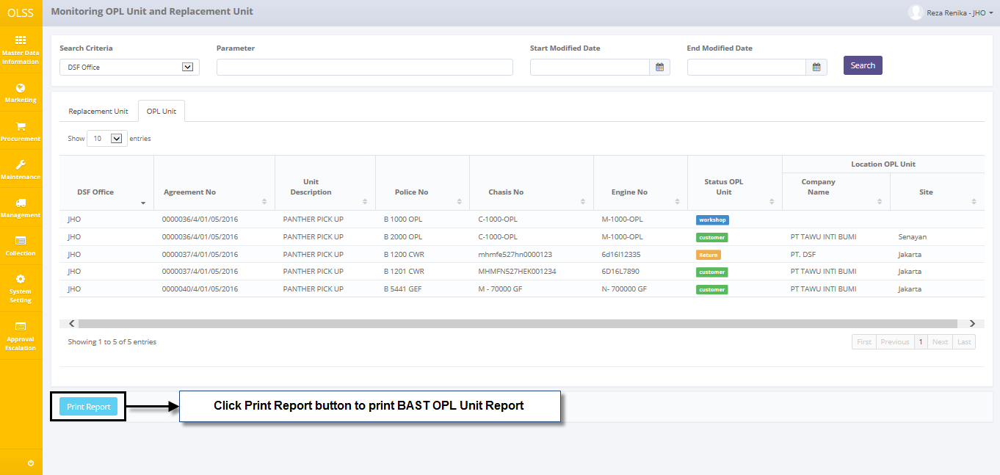 OLSS
Monitoring OPL Unit and Replacement Unit
Reza Renika - JHO
Master Data
Information
Marketing
Procurement
Maintenance
Management
Collection
System
Setting
Approval
Escalation
Search Criteria
Parameter
Start Modified Date
End Modified Date
DSF Office
Search
Replacement Unit
OPL Unit
Show 10 entries
DSF Office
Agreement No
Unit
Description
Police No
Chasis No
Engine No
Status OPL
Unit
Location OPL Unit
Company
Name
Site
JHO 0000036/4/01/05/2016 PANTHER PICK UP B 1000 OPL C-1000-OPL M-1000-OPL workshop
JHO 0000036/4/01/05/2016 PANTHER PICK UP B 2000 OPL C-1000-OPL M-1000-OPL customer PT TAWU INTI BUMI Senayan
JHO 0000037/4/01/05/2016 PANTHER PICK UP B 1200 CWR mhmfe527hn0000123 6d16l12335 Return PT. DSF Jakarta
JHO 0000037/4/01/05/2016 PANTHER PICK UP B 1201 CWR MHMFN527HEK001234 6D16L7890 customer PT TAWU INTI BUMI Jakarta
JHO 0000040/4/01/05/2016 PANTHER PICK UP B 5441 GEF M - 70000 GF N- 700000 GF customer PT TAWU INTI BUMI Jakarta
Showing 1 to 5 of 5 entries
First Previous 1 Next Last
Print Report
Click Print Report button to print BAST OPL Unit Report